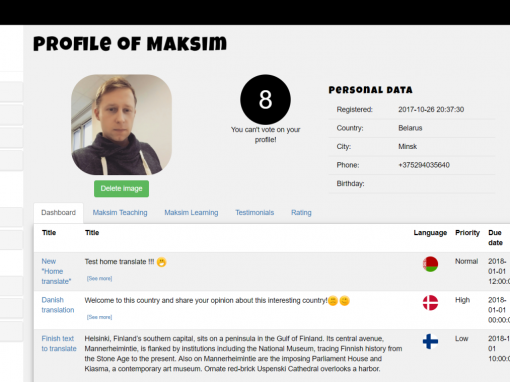 Profile of Maksim
8
You can't vote on your
profile!
Delete Image
Personal Data
Registered: 2017-10-26 20:37:30
Country: Belarus
City: Minsk
Phone: +375294035640
Birthday:
Dashboard Maksim Teaching Maksim Learning Testimonials Rating
Title Title Language Priority Due
date
New Test home translate !!! Normal 2018-
"Home 01-01
translate" [See more] 12:00:0
Danish Welcome to this country and share your opinion about this interesting country! High 2018-
translation 01-01
[See more] 00:00:0
Finish text Helsinki, Finland's southern capital, sits on a peninsula in the Gulf of Finland. Its central avenue, Low 2018-1
to translate Mannerheimintie, is flanked by institutions including the National Museum, tracing Finnish history from 01
the Stone Age to the present. Also on Mannerheimintie are the imposing Parliament House and 10:00:0
Kiasma, a contemporary art museum. Ornate red-brick Uspenski Cathedral overlooks a harbor.